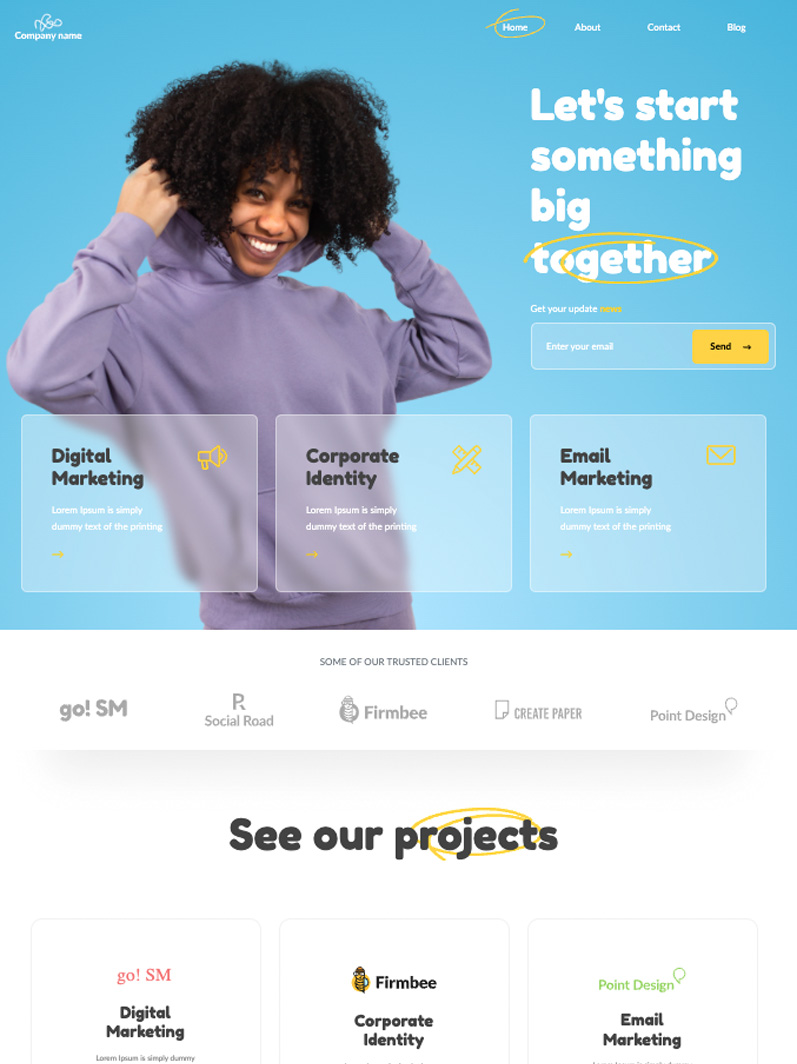 Company name
Home About Contact Blog
Let's start
something
big
together
Get your update news
Enter your email Send →
Digital
Marketing
Lorem Ipsum is simply
dummy text of the printing
→
Corporate
Identity
Lorem Ipsum is simply
dummy text of the printing
→
Email
Marketing
Lorem Ipsum is simply
dummy text of the printing
→
SOME OF OUR TRUSTED CLIENTS
go! SM
R
Social Road
Firmbee
CREATE PAPER
Point Design
See our projects
go! SM
Digital
Marketing
Lorem Ipsum is simply dummy
Firmbee
Corporate
Identity
Point Design
Email
Marketing